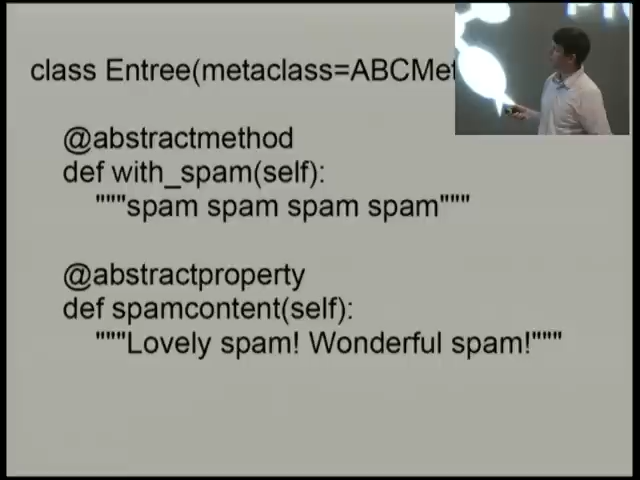 class Entree(metaclass=ABCMet
@abstractmethod
def with_spam(self):
"""spam spam spam spam"""
@abstractproperty
def spamcontent(self):
"""Lovely spam! Wonderful spam!"""